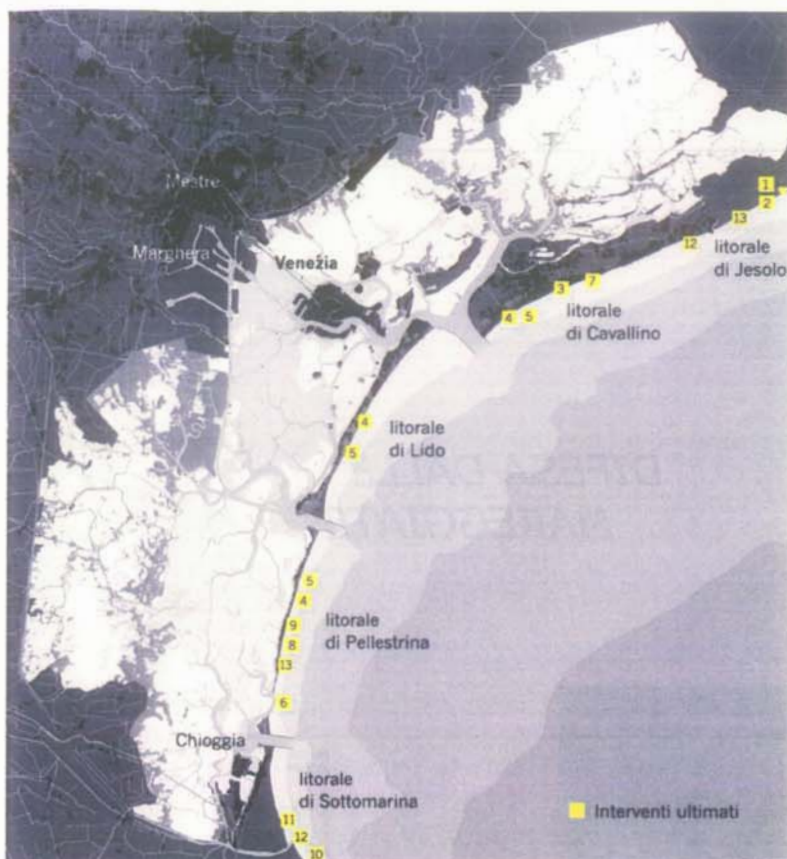 Mestre
Marghera
Venezia
1
2
13
12
litorale
di Jesolo
7
3
5
4
litorale
di Cavallino
4
5
litorale
di Lido
5
4
9
8
13
6
litorale
di Pellestrina
Chioggia
litorale
di Sottomarina
11
12
10
Interventi ultimati